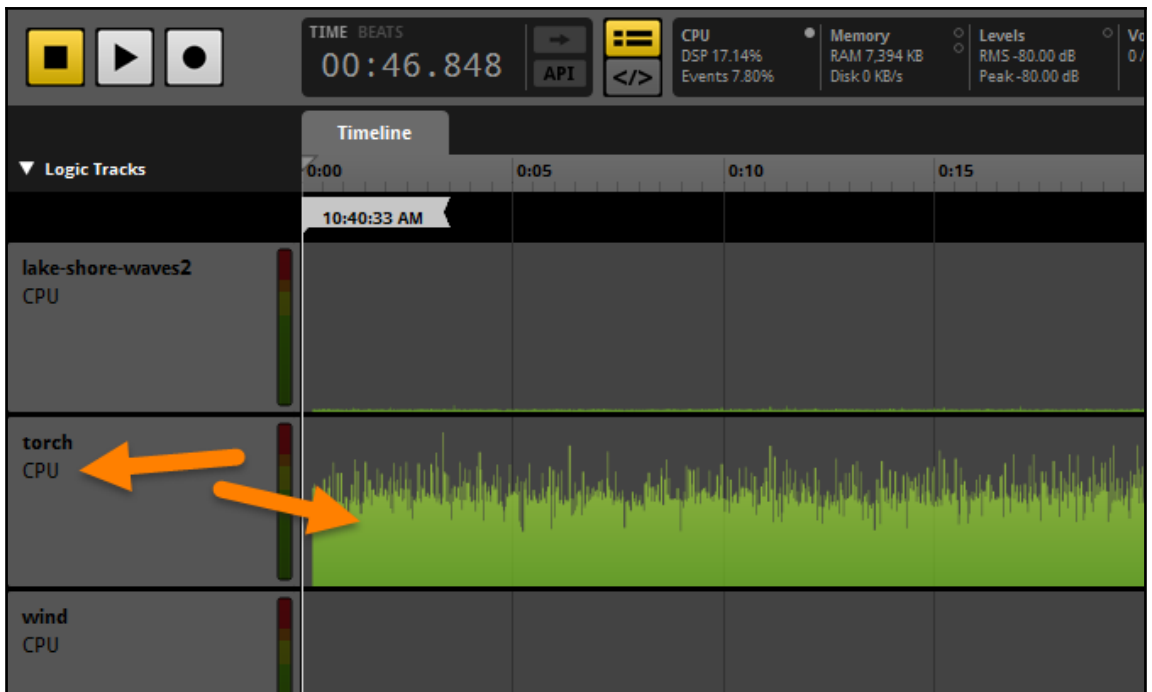 TIME BEATS
00:46.848
API
</>
CPU
DSP 17.14%
Events 7.80%
Memory
RAM 7,394 KB
Disk 0 KB/s
Levels
RMS -80.00 dB
Peak -80.00 dB
0 /
Timeline
Logic Tracks
0:00 0:05 0:10 0:15
10:40:33 AM
lake-shore-waves2
CPU
torch
CPU
wind
CPU